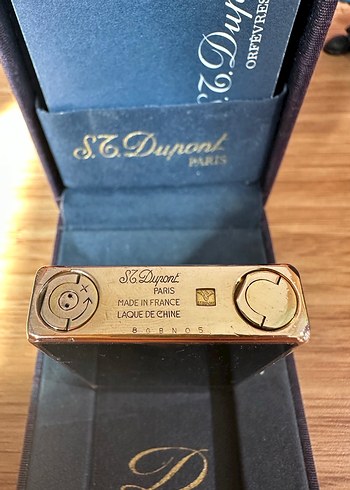 S.T. Dupont
ORFÈVRES
S.T. Dupont
PARIS
S.T. Dupont
PARIS
MADE IN FRANCE
LAQUE DE CHINE
808NO5
D